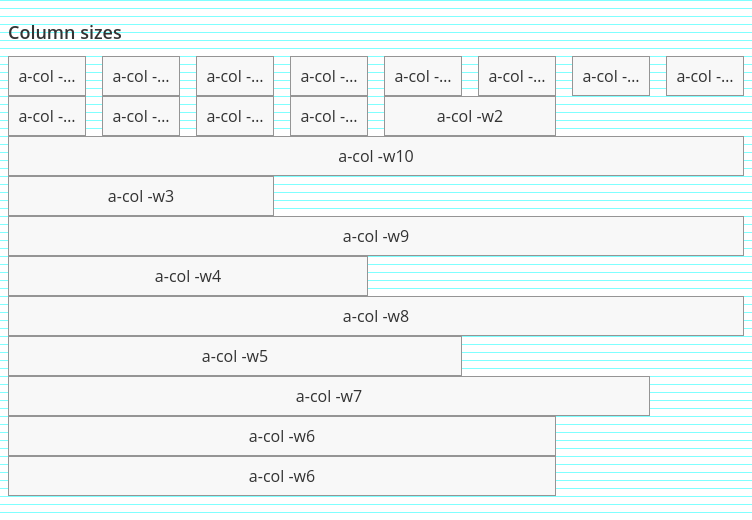 Column sizes
a-col -... a-col -... a-col -... a-col -... a-col -... a-col -... a-col -... a-col -...
a-col -... a-col -... a-col -... a-col -... a-col -w2
a-col -w10
a-col -w3
a-col -w9
a-col -w4
a-col -w8
a-col -w5
a-col -w7
a-col -w6
a-col -w6